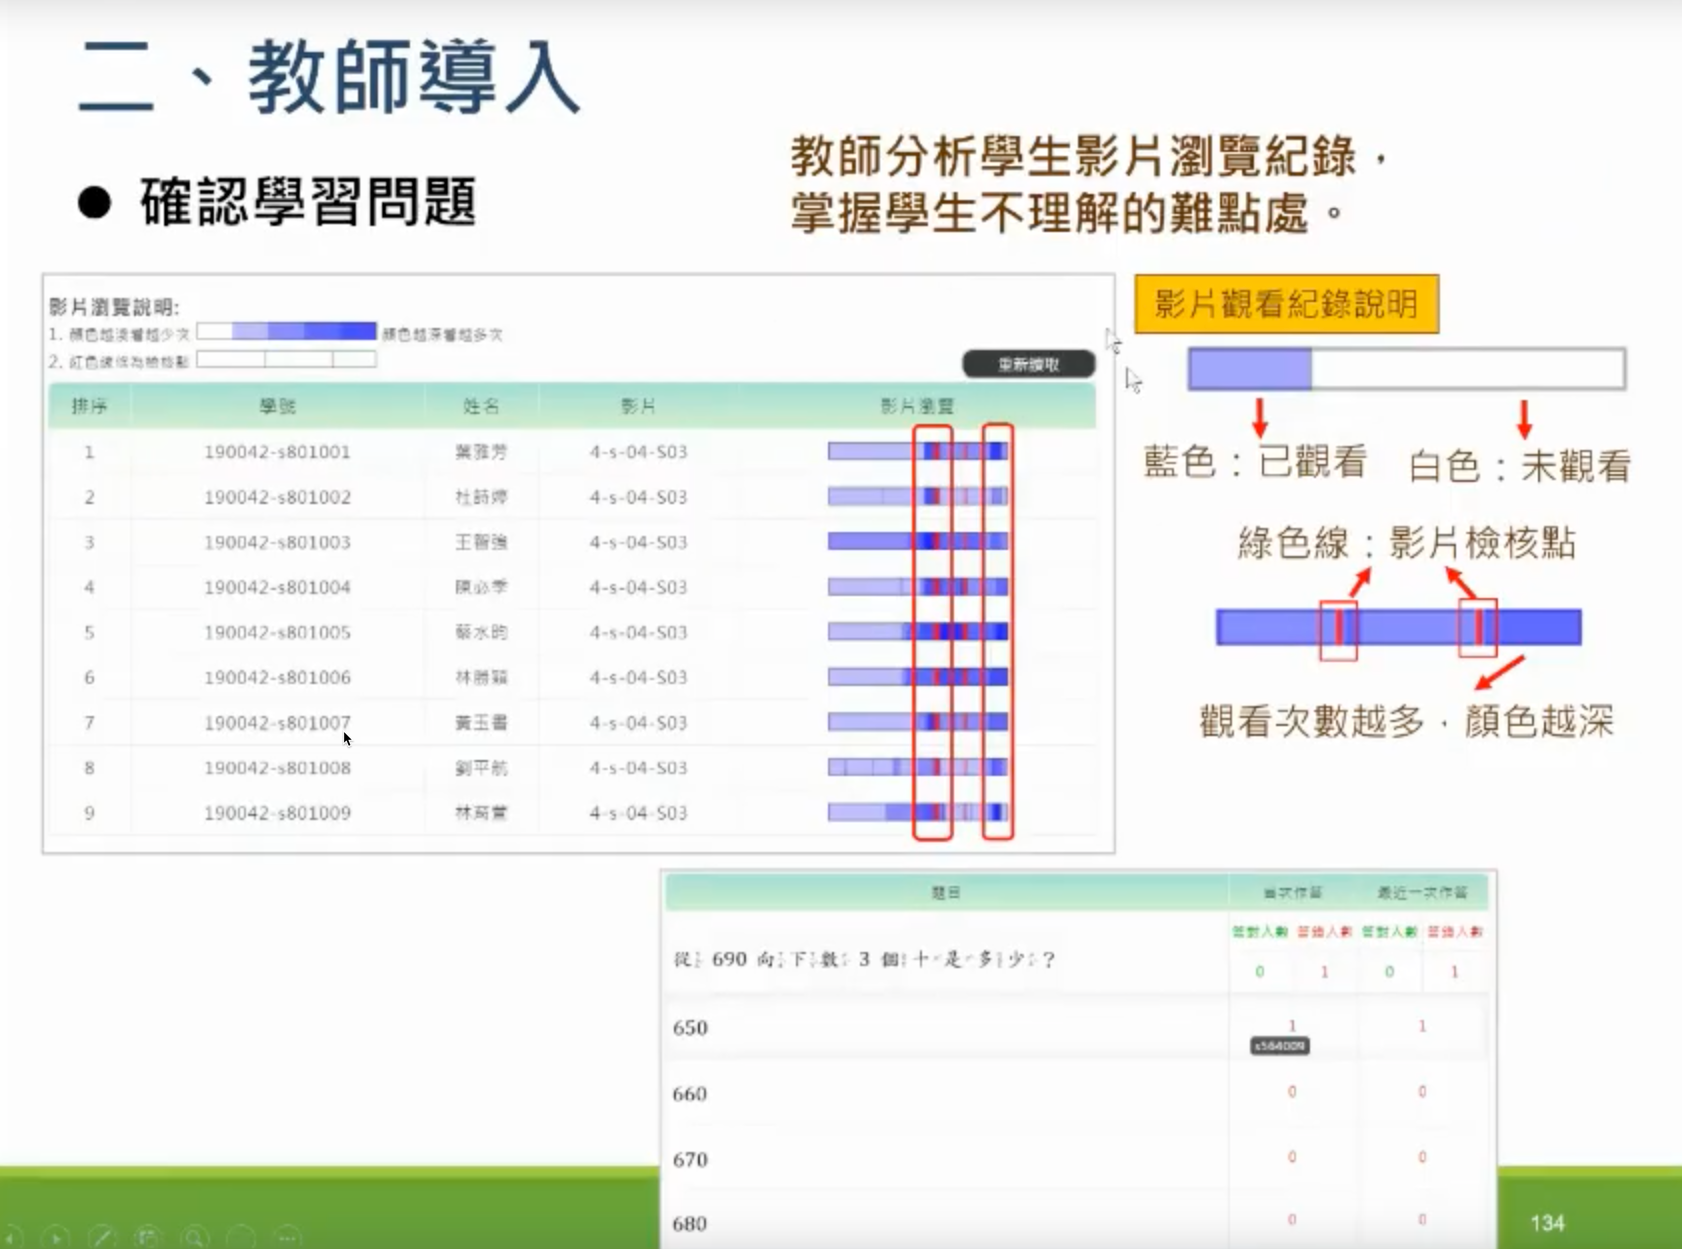 二、教師導入
● 確認學習問題
教師分析學生影片瀏覽紀錄，
掌握學生不理解的難點處。
影片瀏覽說明:
1. 顏色越淺看越少次 顏色越深看越多次
2. 紅色線條為檢核點
重新讀取
排序 學號 姓名 影片 影片瀏覽
1 190042-s801001 葉雅芳 4-s-04-S03
2 190042-s801002 杜詩婷 4-s-04-S03
3 190042-s801003 王智強 4-s-04-S03
4 190042-s801004 陳必季 4-s-04-S03
5 190042-s801005 蔡水昀 4-s-04-S03
6 190042-s801006 林勝 4-s-04-S03
7 190042-s801007 黃玉書 4-s-04-S03
8 190042-s801008 劉平航 4-s-04-S03
9 190042-s801009 林 4-s-04-S03
影片觀看紀錄說明
藍色：已觀看 白色：未觀看
綠色線：影片檢核點
觀看次數越多，顏色越深
題目 首次作答 最近一次作答
答對人數 答錯人數 答對人數 答錯人數
從 690 向下數 3 個十是多少？ 0 1 0 1
650 1 1
s564009
660 0 0
670 0 0
680 0 0
134